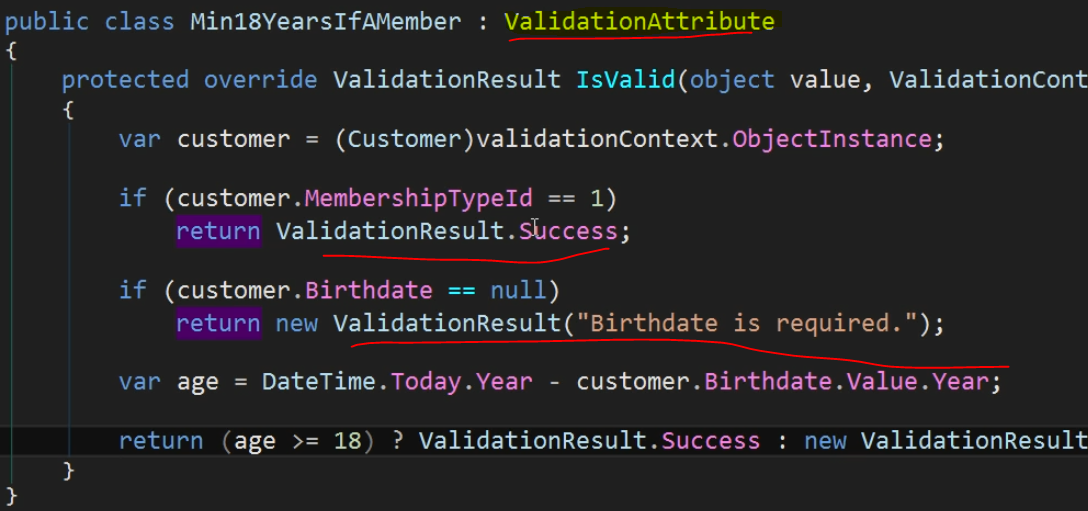 public class Min18YearsIfAMember : ValidationAttribute
{
protected override ValidationResult IsValid(object value, ValidationCont
{
var customer = (Customer)validationContext.ObjectInstance;
if (customer.MembershipTypeId == 1)
return ValidationResult.Success;
if (customer.Birthdate == null)
return new ValidationResult("Birthdate is required.");
var age = DateTime.Today.Year - customer.Birthdate.Value.Year;
return (age >= 18) ? ValidationResult.Success : new ValidationResult
}
}